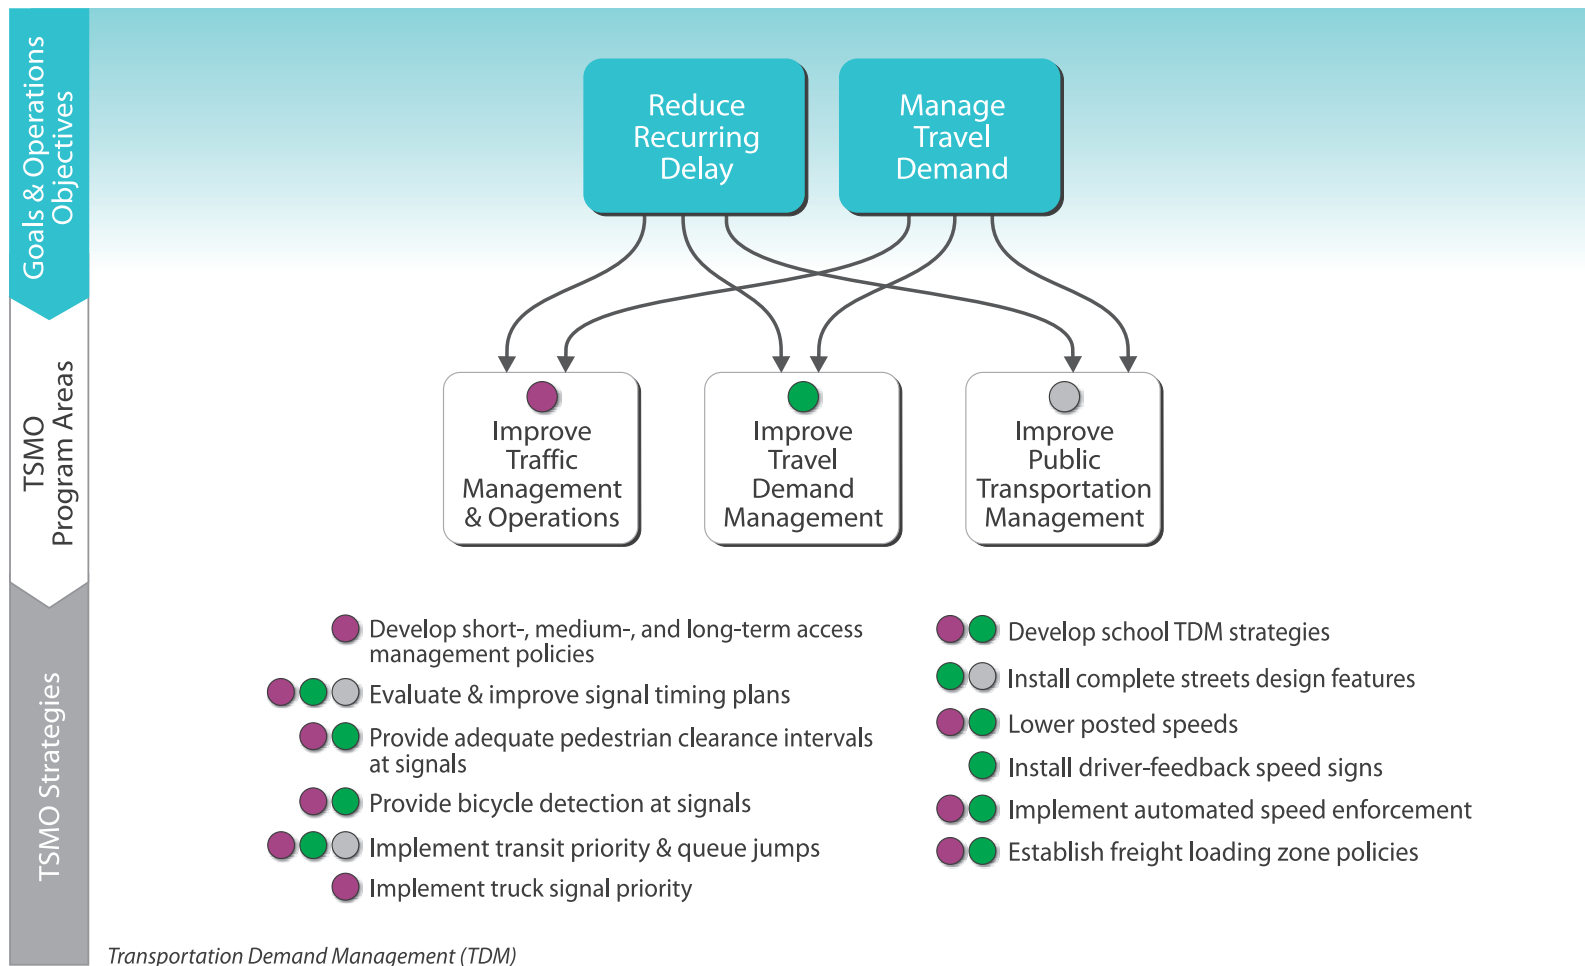 Goals & Operations
Objectives
Reduce
Recurring
Delay
Manage
Travel
Demand
TSMO
Program Areas
Improve
Traffic
Management
& Operations
Improve
Travel
Demand
Management
Improve
Public
Transportation
Management
TSMO Strategies
Develop short-, medium-, and long-term access
management policies
Evaluate & improve signal timing plans
Provide adequate pedestrian clearance intervals
at signals
Provide bicycle detection at signals
Implement transit priority & queue jumps
Implement truck signal priority
Develop school TDM strategies
Install complete streets design features
Lower posted speeds
Install driver-feedback speed signs
Implement automated speed enforcement
Establish freight loading zone policies
Transportation Demand Management (TDM)